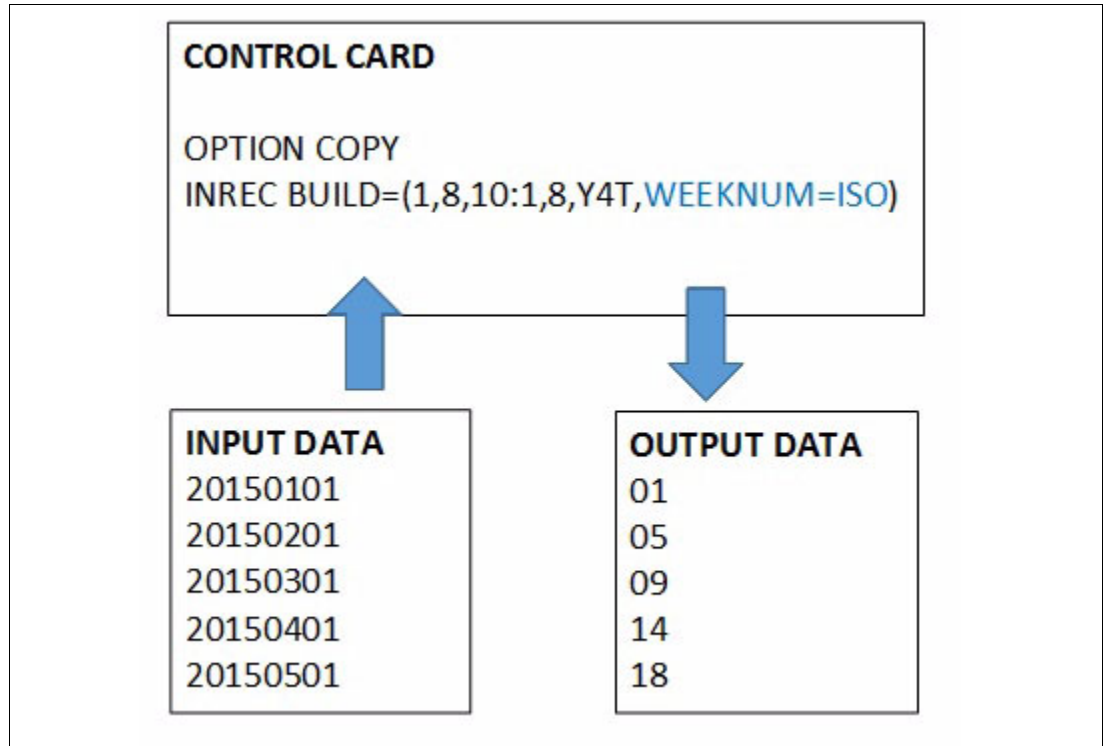 CONTROL CARD
OPTION COPY
INREC BUILD=(1,8,10:1,8,Y4T,WEEKNUM=ISO)
INPUT DATA
20150101
20150201
20150301
20150401
20150501
OUTPUT DATA
01
05
09
14
18